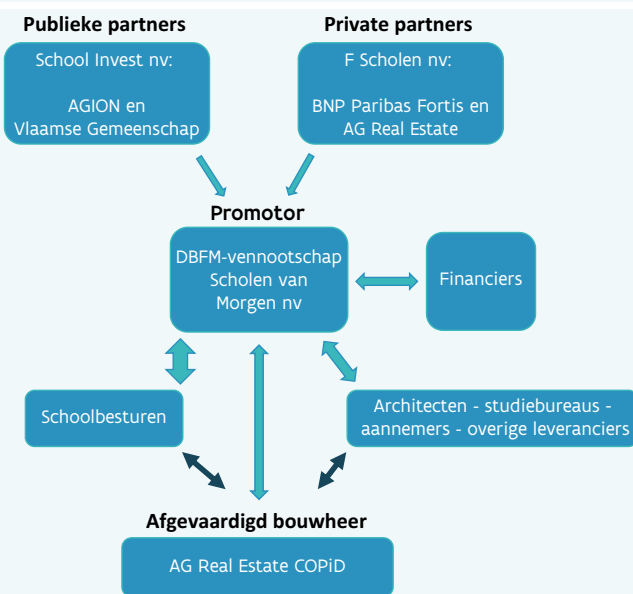 Publieke partners
School Invest nv:
AGION en
Vlaamse Gemeenschap
Private partners
F Scholen nv:
BNP Paribas Fortis en
AG Real Estate
Promotor
DBFM-vennootschap
Scholen van
Morgen nv
Financiers
Schoolbesturen
Architecten - studiebureaus -
aannemers - overige leveranciers
Afgevaardigd bouwheer
AG Real Estate COPiD